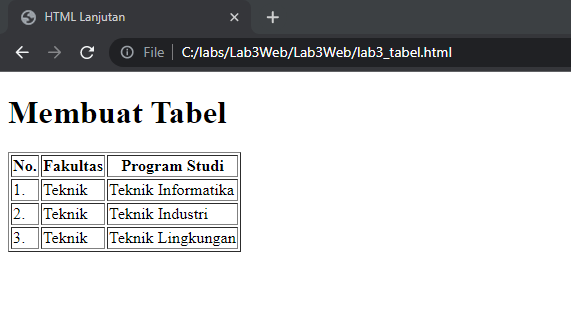 HTML Lanjutan
File C:/labs/Lab3Web/Lab3Web/lab3_tabel.html
Membuat Tabel
No. Fakultas Program Studi
1. Teknik Teknik Informatika
2. Teknik Teknik Industri
3. Teknik Teknik Lingkungan